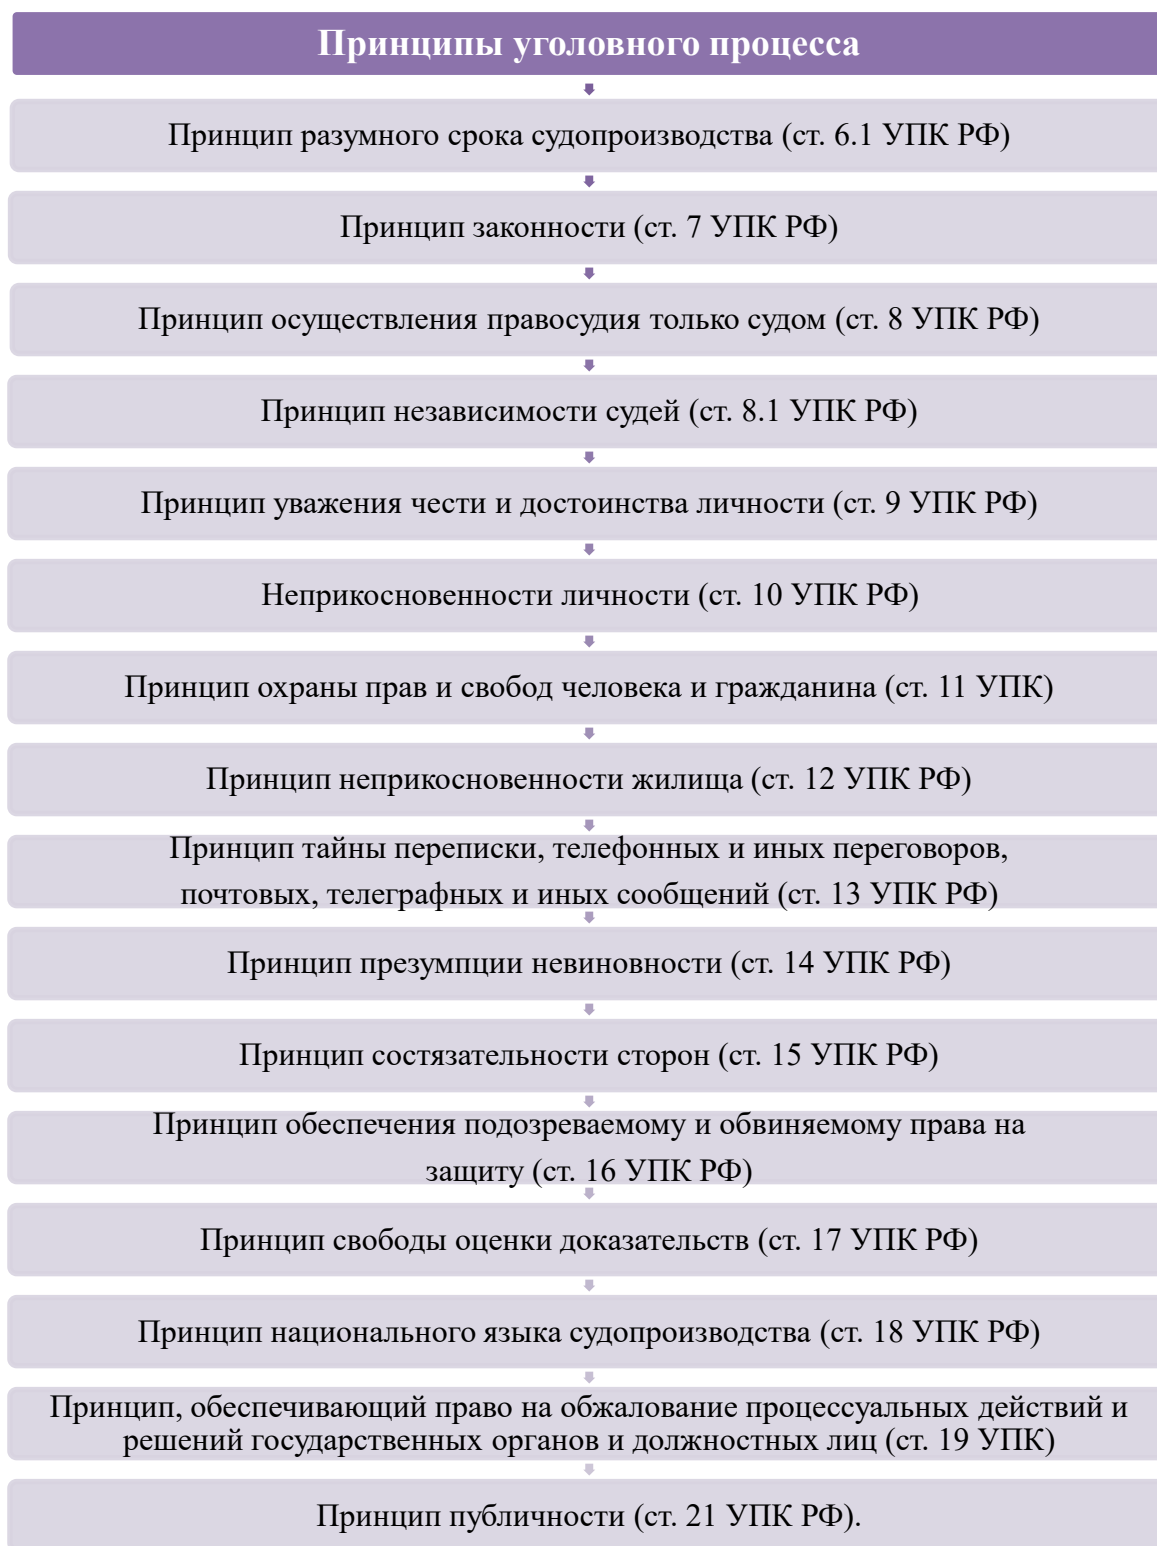 Принципы уголовного процесса
Принцип разумного срока судопроизводства (ст. 6.1 УПК РФ)
Принцип законности (ст. 7 УПК РФ)
Принцип осуществления правосудия только судом (ст. 8 УПК РФ)
Принцип независимости судей (ст. 8.1 УПК РФ)
Принцип уважения чести и достоинства личности (ст. 9 УПК РФ)
Неприкосновенности личности (ст. 10 УПК РФ)
Принцип охраны прав и свобод человека и гражданина (ст. 11 УПК)
Принцип неприкосновенности жилища (ст. 12 УПК РФ)
Принцип тайны переписки, телефонных и иных переговоров,
почтовых, телеграфных и иных сообщений (ст. 13 УПК РФ)
Принцип презумпции невиновности (ст. 14 УПК РФ)
Принцип состязательности сторон (ст. 15 УПК РФ)
Принцип обеспечения подозреваемому и обвиняемому права на
защиту (ст. 16 УПК РФ)
Принцип свободы оценки доказательств (ст. 17 УПК РФ)
Принцип национального языка судопроизводства (ст. 18 УПК РФ)
Принцип, обеспечивающий право на обжалование процессуальных действий и
решений государственных органов и должностных лиц (ст. 19 УПК)
Принцип публичности (ст. 21 УПК РФ).